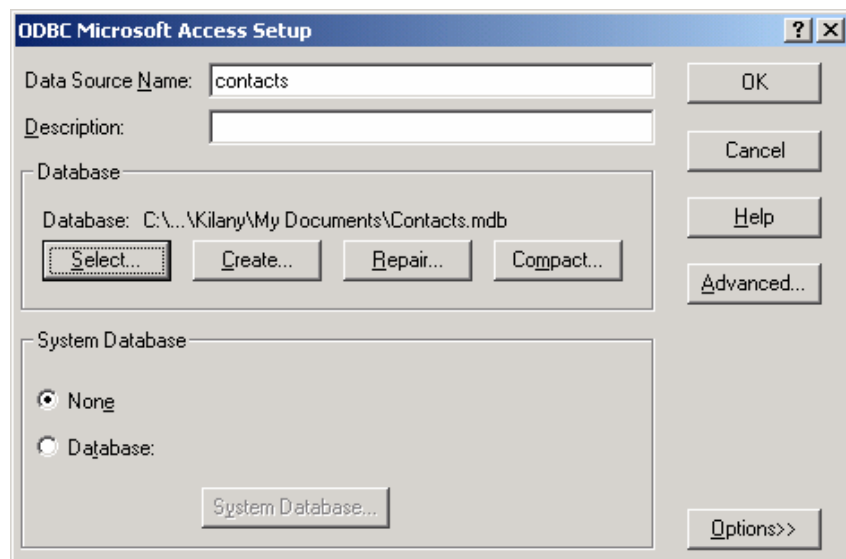 ODBC Microsoft Access Setup
Data Source Name: contacts
OK
Description:
Cancel
Database
Database: C:\...\Kilany\My Documents\Contacts.mdb
Help
Select... Create... Repair... Compact...
Advanced...
System Database
None
Database:
System Database...
Options>>